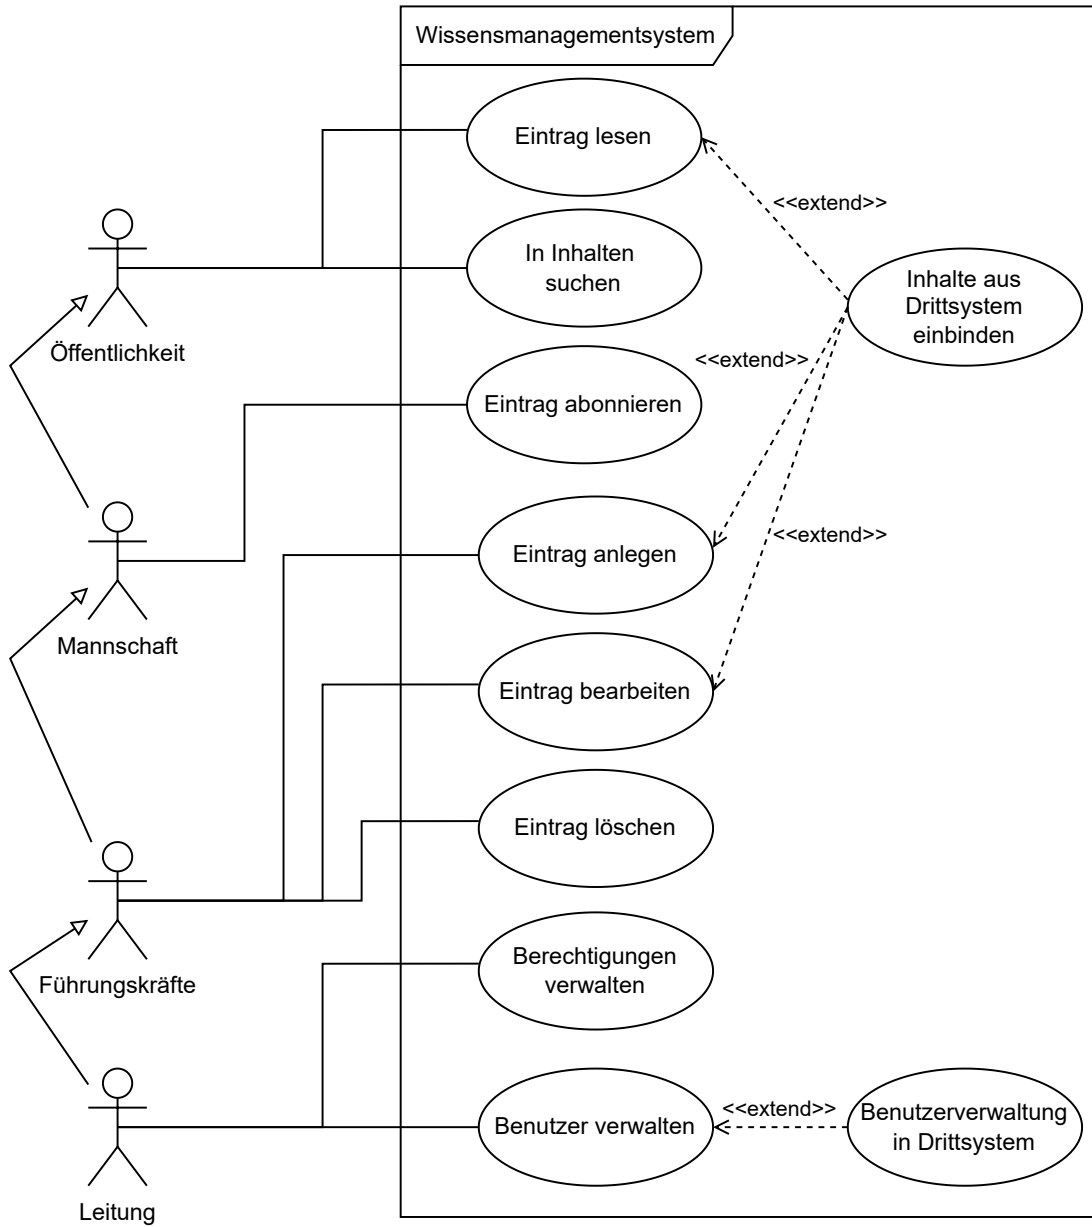 Wissensmanagementsystem
Eintrag lesen
<<extend>>
In Inhalten
suchen
Inhalte aus
Drittsystem
einbinden
Öffentlichkeit
<<extend>>
Eintrag abonnieren
<<extend>>
Eintrag anlegen
Mannschaft
Eintrag bearbeiten
Eintrag löschen
Führungskräfte
Berechtigungen
verwalten
<<extend>>
Benutzer verwalten
Benutzerverwaltung
in Drittsystem
Leitung